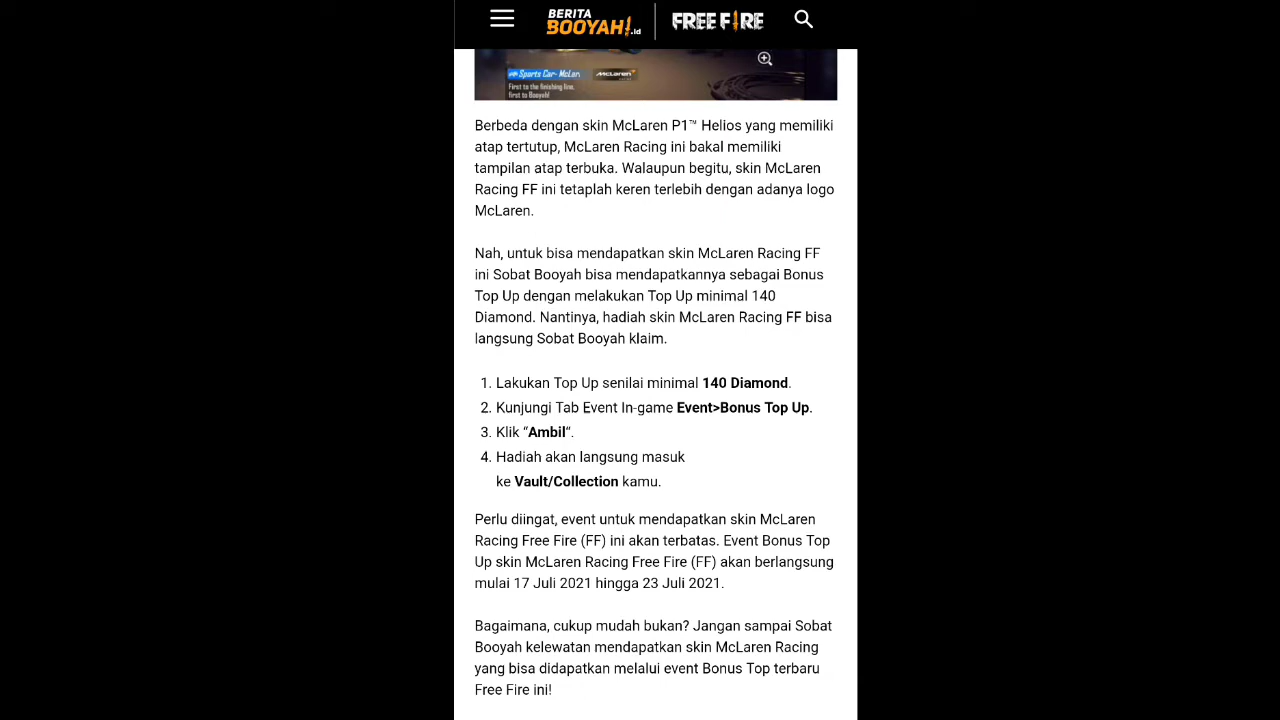 BERITA
BOOYAH!.id
FREE FIRE
Sports Car- McLar
McLaren
First to the finishing line,
first to Booyah!
Berbeda dengan skin McLaren P1™ Helios yang memiliki
atap tertutup, McLaren Racing ini bakal memiliki
tampilan atap terbuka. Walaupun begitu, skin McLaren
Racing FF ini tetaplah keren terlebih dengan adanya logo
McLaren.
Nah, untuk bisa mendapatkan skin McLaren Racing FF
ini Sobat Booyah bisa mendapatkannya sebagai Bonus
Top Up dengan melakukan Top Up minimal 140
Diamond. Nantinya, hadiah skin McLaren Racing FF bisa
langsung Sobat Booyah klaim.
1. Lakukan Top Up senilai minimal 140 Diamond.
2. Kunjungi Tab Event In-game Event>Bonus Top Up.
3. Klik “Ambil“.
4. Hadiah akan langsung masuk
ke Vault/Collection kamu.
Perlu diingat, event untuk mendapatkan skin McLaren
Racing Free Fire (FF) ini akan terbatas. Event Bonus Top
Up skin McLaren Racing Free Fire (FF) akan berlangsung
mulai 17 Juli 2021 hingga 23 Juli 2021.
Bagaimana, cukup mudah bukan? Jangan sampai Sobat
Booyah kelewatan mendapatkan skin McLaren Racing
yang bisa didapatkan melalui event Bonus Top terbaru
Free Fire ini!